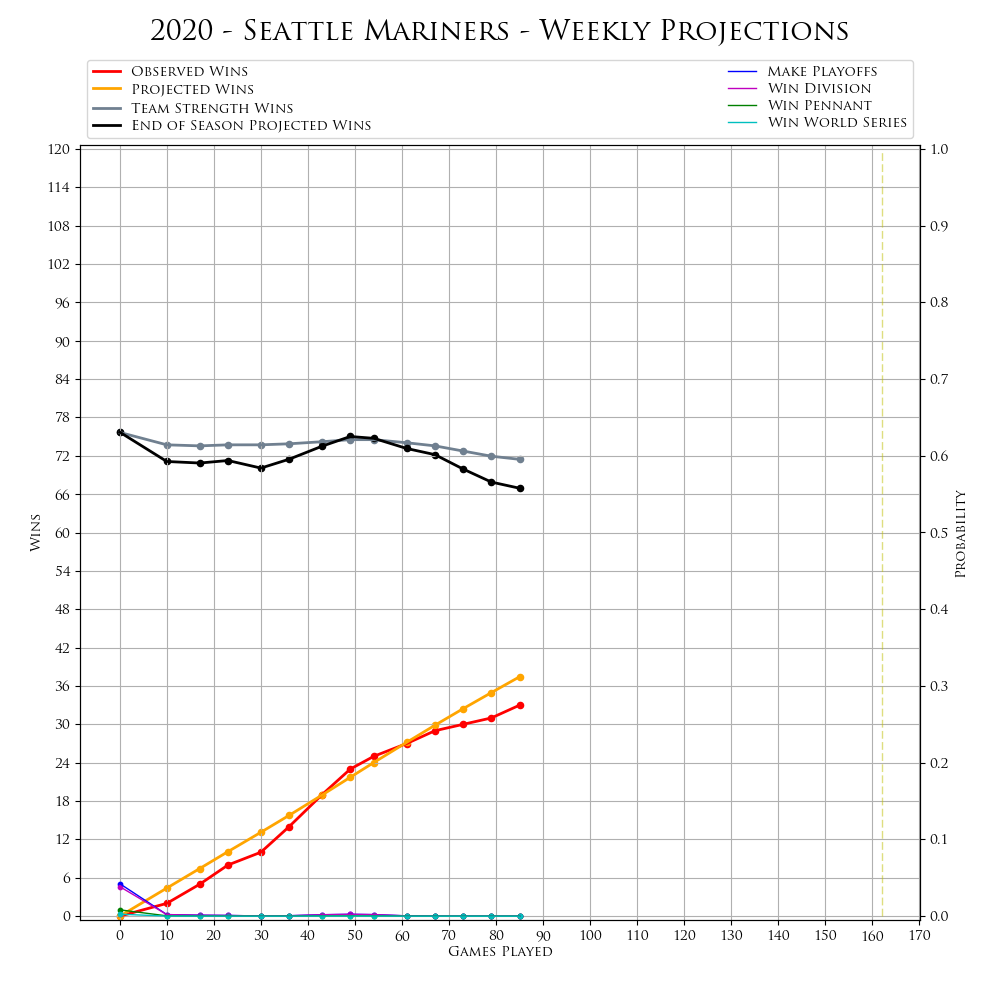 2020 - Seattle Mariners - Weekly Projections
Observed Wins
Projected Wins
Team Strength Wins
End of Season Projected Wins
Make Playoffs
Win Division
Win Pennant
Win World Series
120
114
108
102
96
90
84
78
72
66
60
54
48
42
36
30
24
18
12
6
0
Wins
1.0
0.9
0.8
0.7
0.6
0.5
0.4
0.3
0.2
0.1
0.0
Probability
0 10 20 30 40 50 60 70 80 90 100 110 120 130 140 150 160 170
Games Played